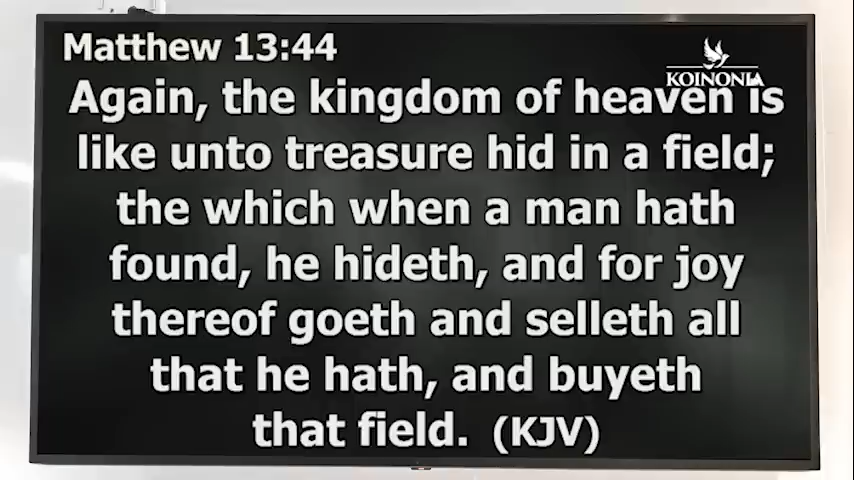 Matthew 13:44
KOINONIA
Again, the kingdom of heaven is
like unto treasure hid in a field;
the which when a man hath
found, he hideth, and for joy
thereof goeth and selleth all
that he hath, and buyeth
that field. (KJV)